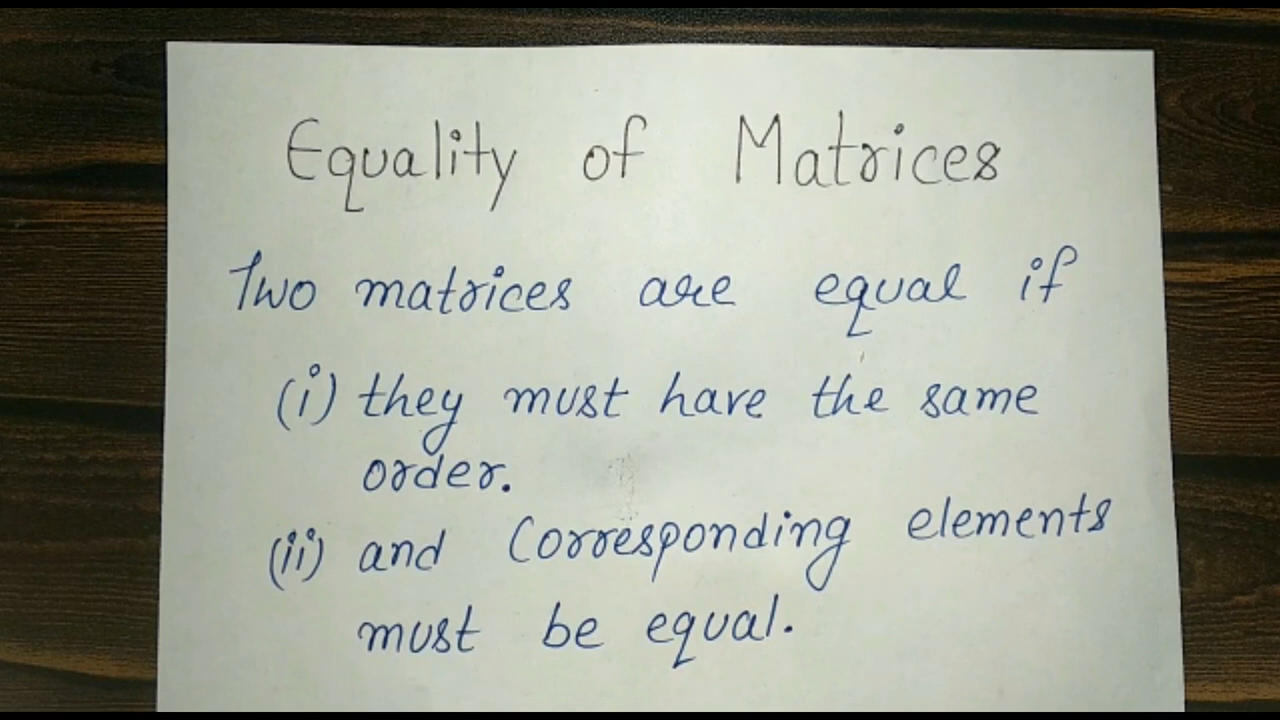 Equality of Matrices
Two matrices are equal if
(i) they must have the same
order.
(ii) and Corresponding elements
must be equal.